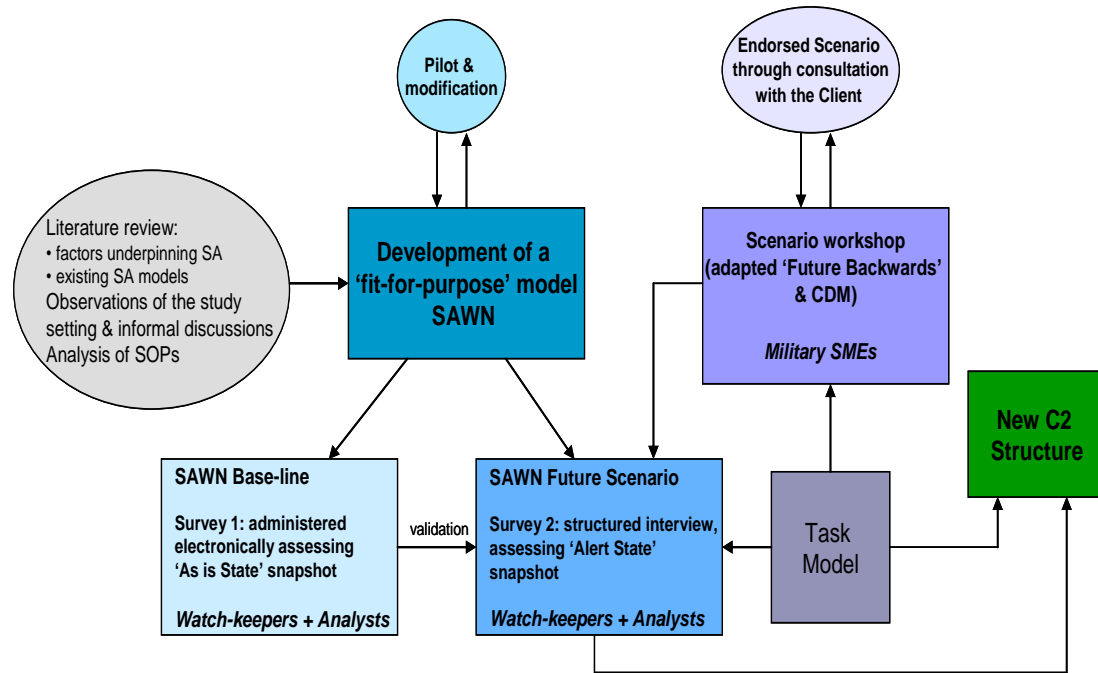 Pilot &
modification
Endorsed Scenario
through consultation
with the Client
Literature review:
• factors underpinning SA
• existing SA models
Observations of the study
setting & informal discussions
Analysis of SOPs
Development of a
‘fit-for-purpose’ model
SAWN
Scenario workshop
(adapted ‘Future Backwards’
& CDM)
Military SMEs
New C2
Structure
SAWN Base-line
Survey 1: administered
electronically assessing
‘As is State’ snapshot
Watch-keepers + Analysts
validation
SAWN Future Scenario
Survey 2: structured interview,
assessing ‘Alert State’
snapshot
Watch-keepers + Analysts
Task
Model